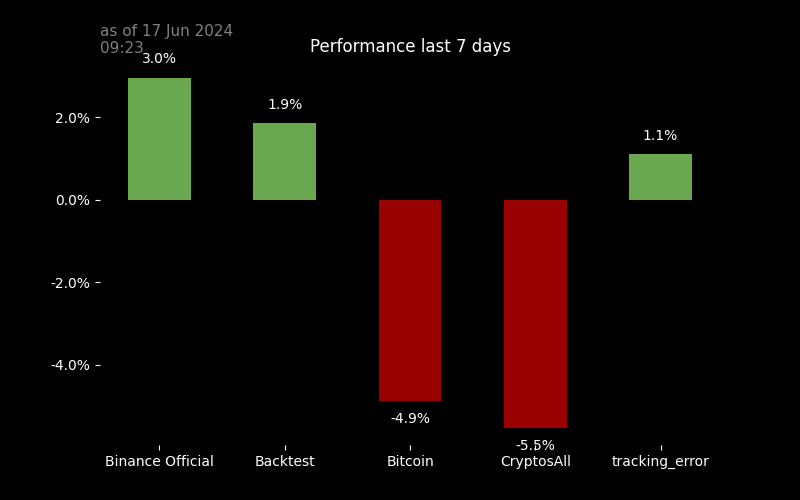 as of 17 Jun 2024
09:23
Performance last 7 days
3.0%
1.9%
1.1%
2.0%
0.0%
-2.0%
-4.0%
-4.9%
-5.5%
Binance Official
Backtest
Bitcoin
CryptosAll
tracking_error